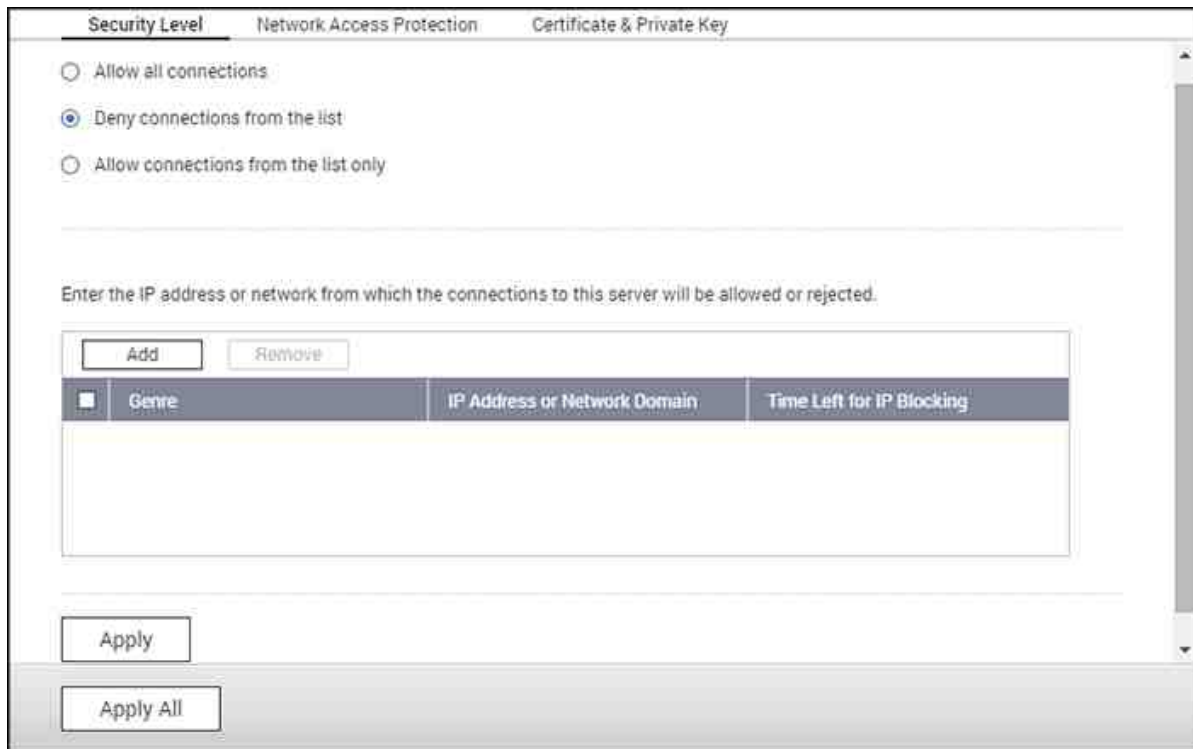 Security Level Network Access Protection Certificate & Private Key
Allow all connections
Deny connections from the list
Allow connections from the list only
Enter the IP address or network from which the connections to this server will be allowed or rejected.
Add Remove
Genre IP Address or Network Domain Time Left for IP Blocking
Apply
Apply All